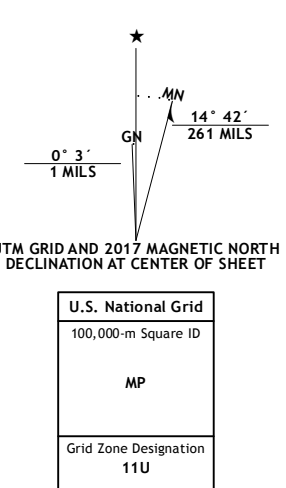 MN
14° 42´
261 MILS
GN
0° 3´
1 MILS
UTM GRID AND 2017 MAGNETIC NORTH
DECLINATION AT CENTER OF SHEET
U.S. National Grid
100,000-m Square ID
MP
Grid Zone Designation
11U